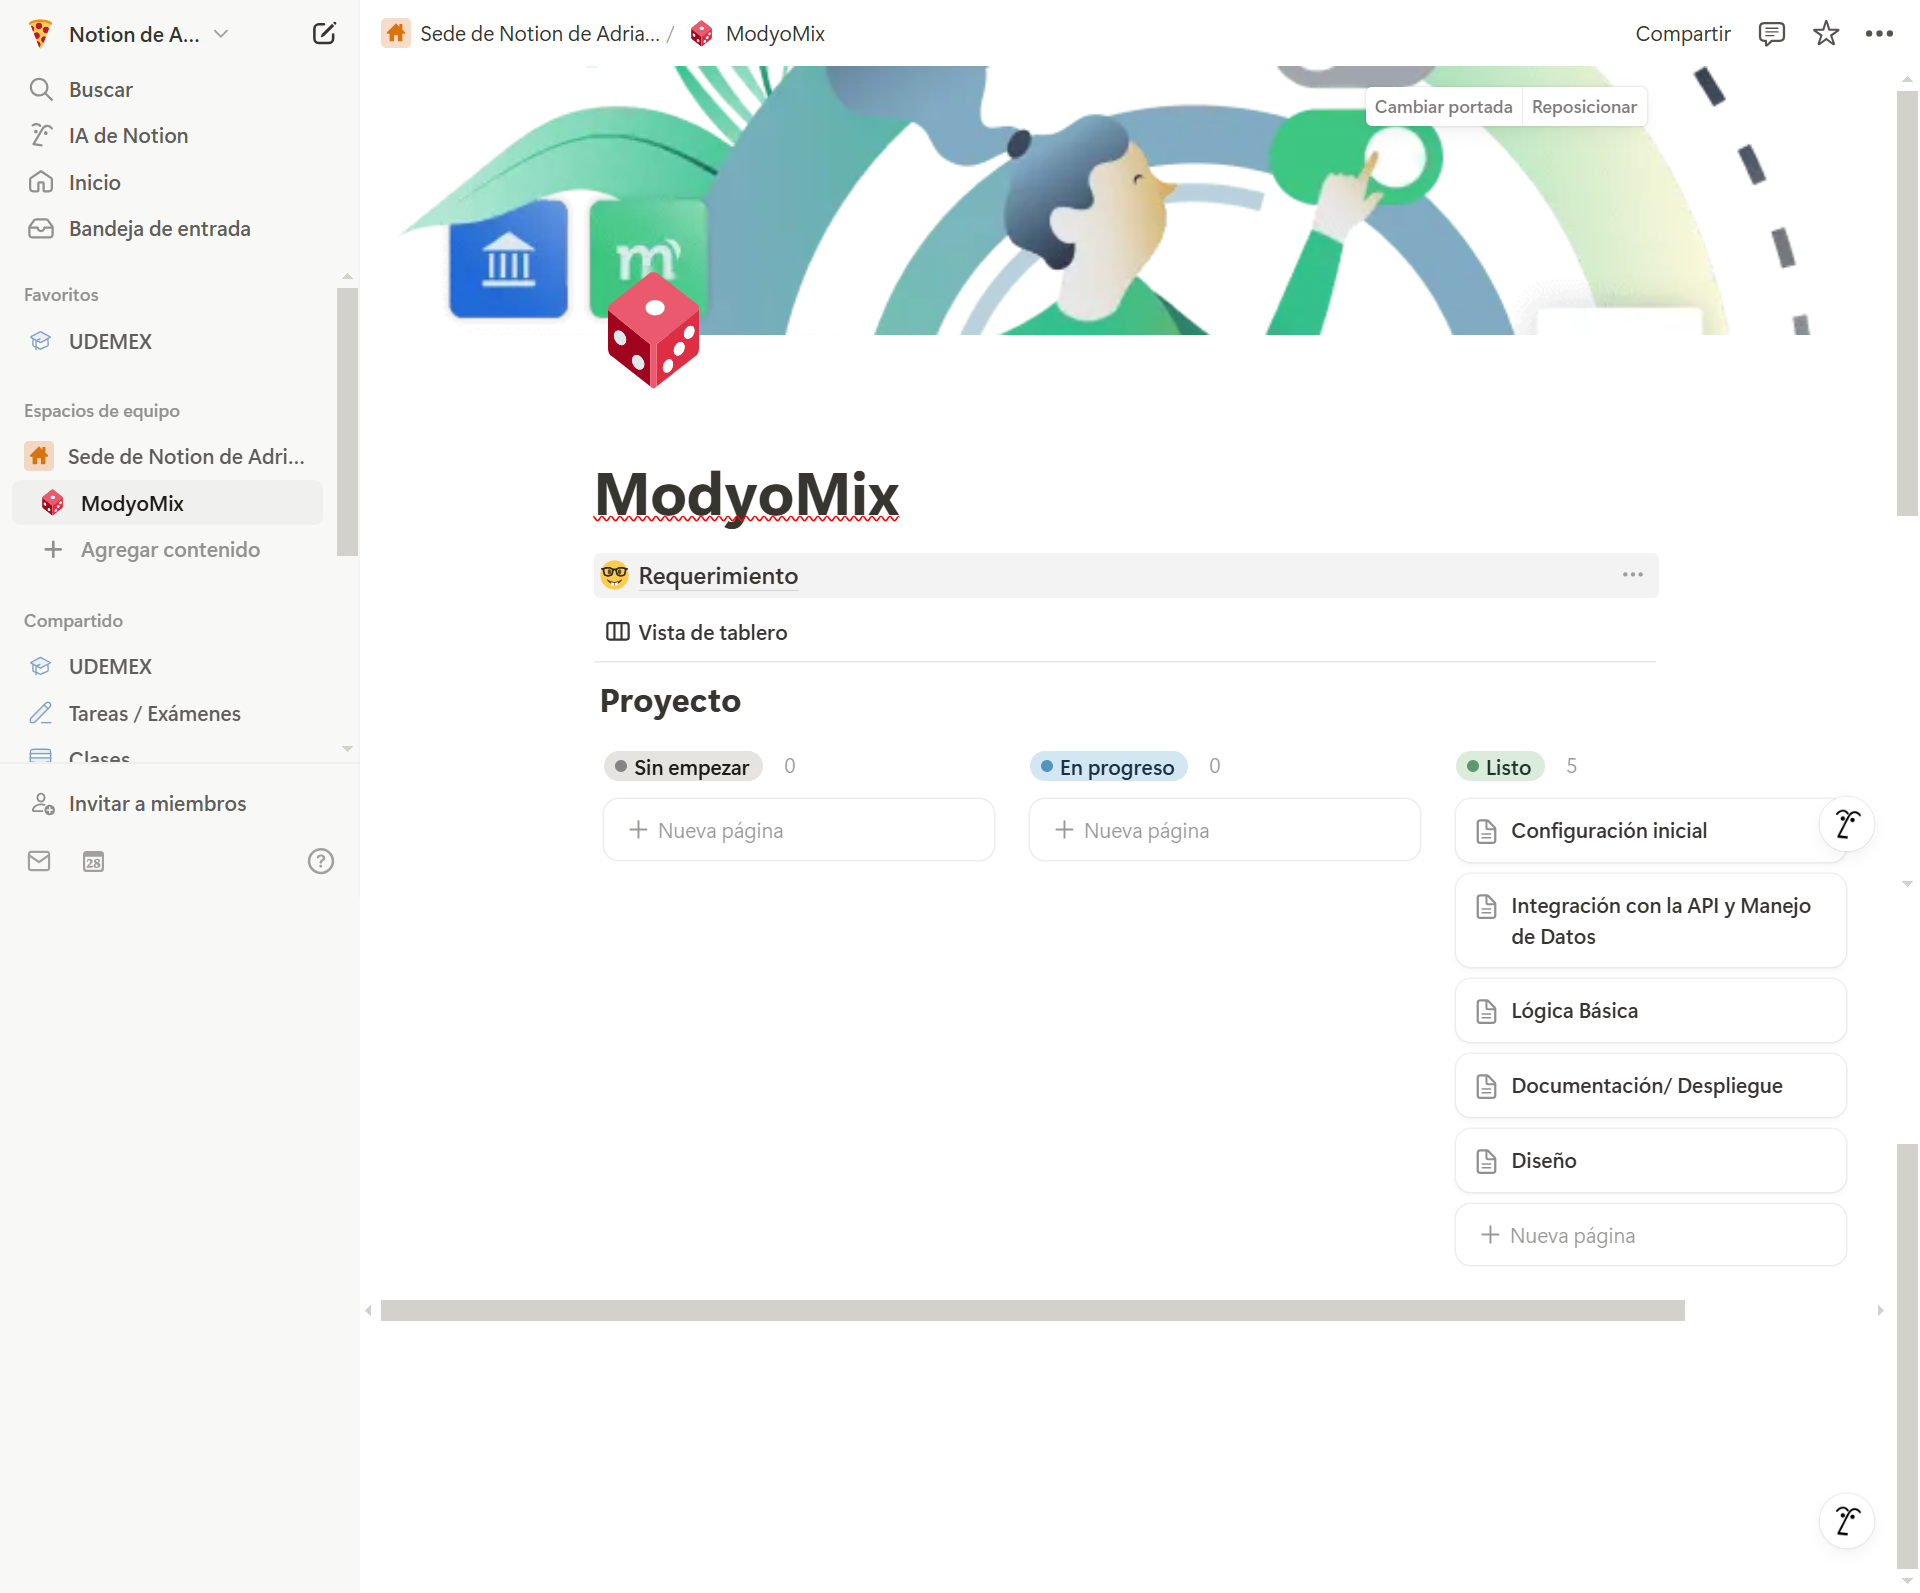 Notion de A...
Buscar
IA de Notion
Inicio
Bandeja de entrada
Favoritos
UDEMEX
Espacios de equipo
Sede de Notion de Adri...
ModyoMix
Agregar contenido
Compartido
UDEMEX
Tareas / Exámenes
Clases
Invitar a miembros
28
?
Sede de Notion de Adria... / ModyoMix
Compartir
Cambiar portada
Reposicionar
m
ModyoMix
Requerimiento
Vista de tablero
Proyecto
Sin empezar 0
Nueva página
En progreso 0
Nueva página
Listo 5
Configuración inicial
Integración con la API y Manejo
de Datos
Lógica Básica
Documentación/ Despliegue
Diseño
Nueva página